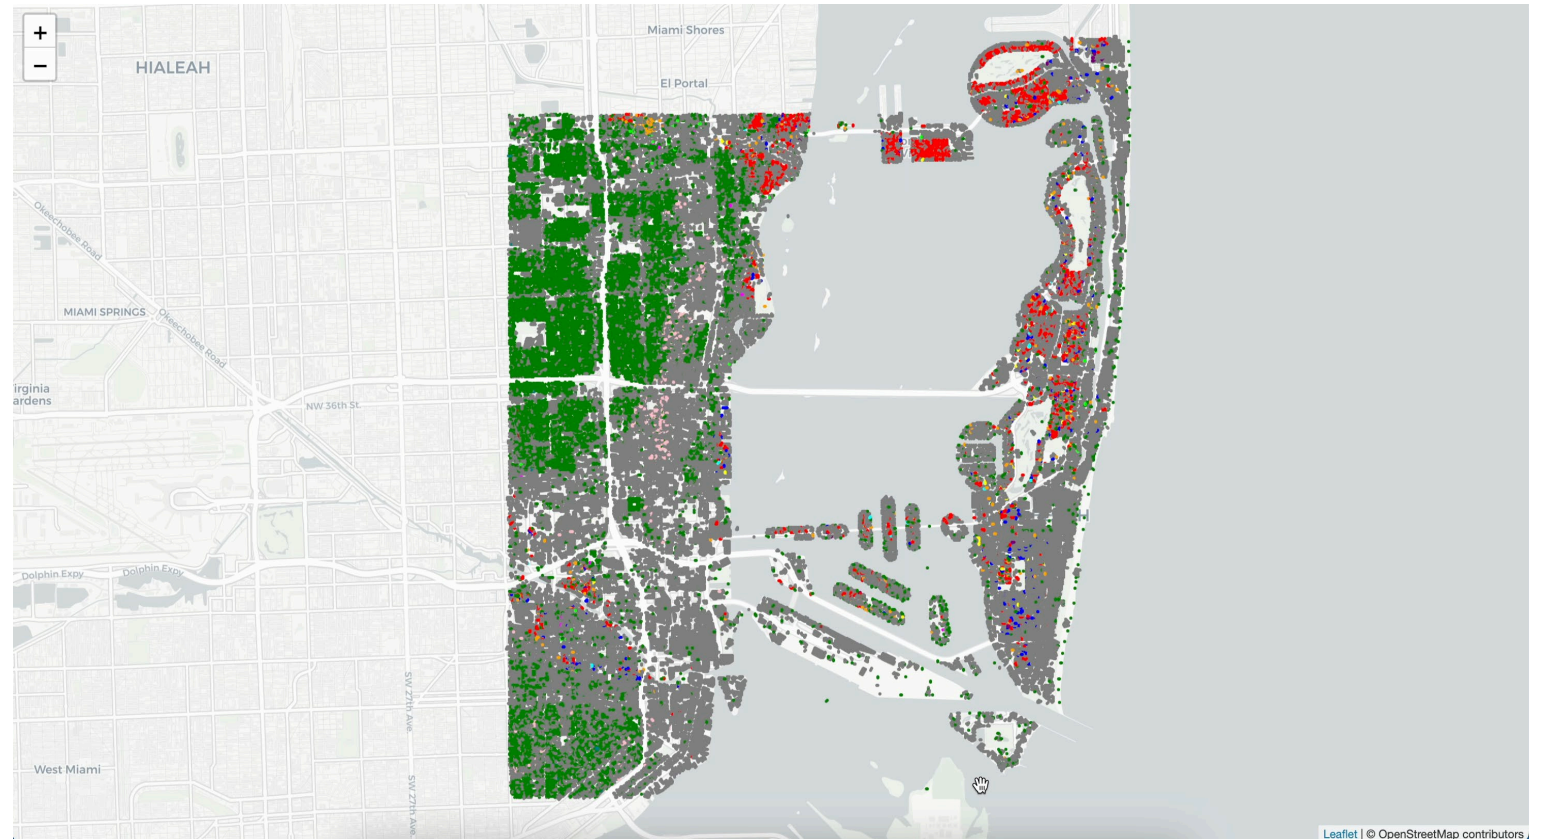 +
−
Miami Shores
HIALEAH
El Portal
Okeechobee Road
MIAMI SPRINGS
Okeechobee Road
irginia
ardens
NW 36th St.
Dolphin Expy
Dolphin Expy
SW 27th Ave.
West Miami
SW 27th Ave.
Leaflet | © OpenStreetMap contributors